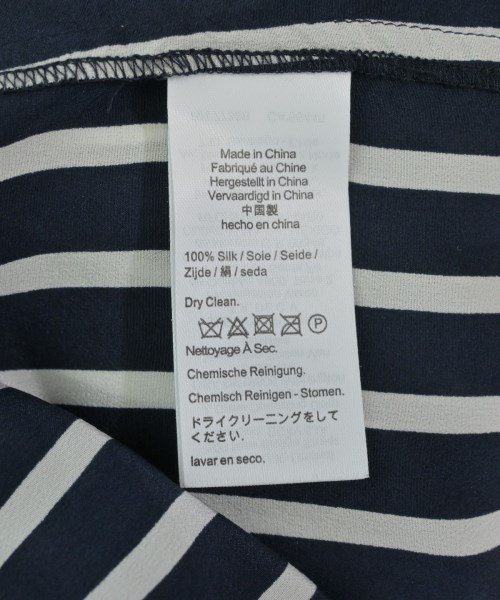 Made in China
Fabriqué au Chine
Hergestellt in China
Vervaardigd in China
中国製
hecho en china
100% Silk / Soie / Seide /
Zijde / 絹 / seda
Dry Clean.
P
Nettoyage À Sec.
Chemische Reinigung.
Chemisch Reinigen - Stomen.
ドライクリーニングをして
ください.
lavar en seco.